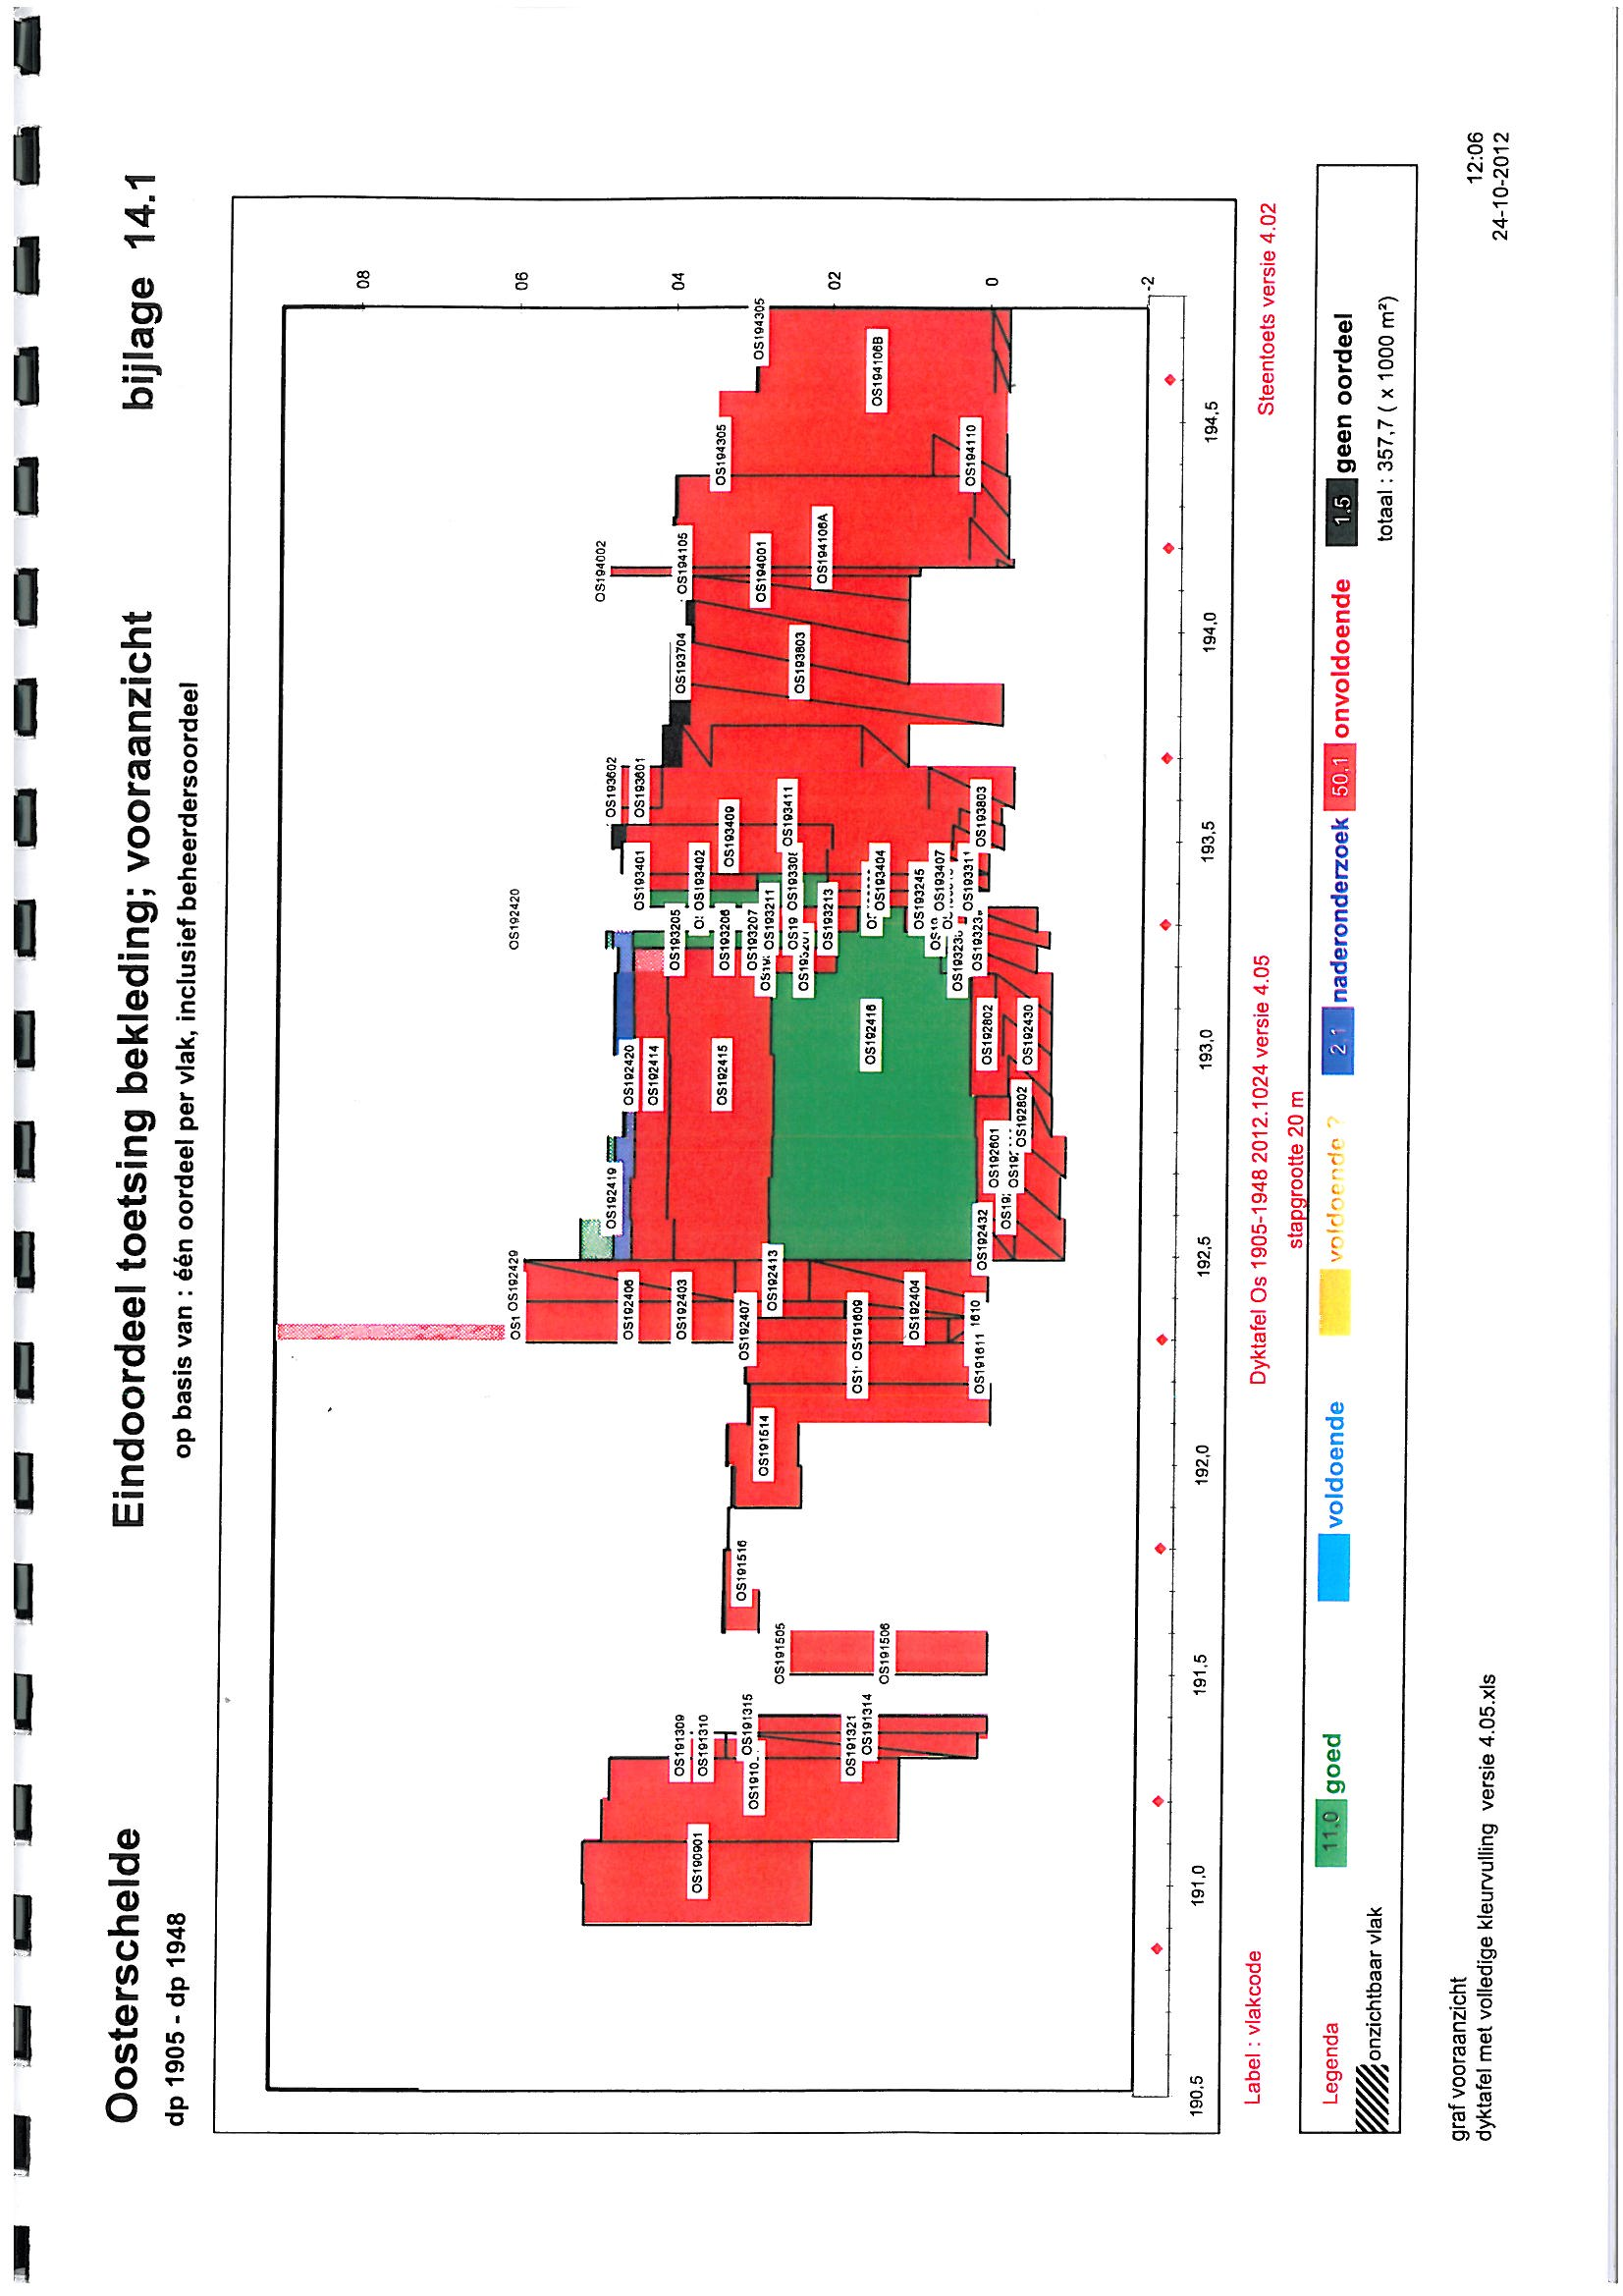 Oosterschelde
dp 1905 - dp 1948
Eindoordeel toetsing bekleding; vooraanzicht
bijlage 14.1
op basis van : één oordeel per vlak, inclusief beheerdersoordeel
08
06
04
02
0
-2
OS192420
OS194002
OS194305
OS194305
OS194106B
OS194110
OS194105
OS194001
OS194106A
OS193704
OS193803
OS193602
OS193601
OS193409
OS193411
OS193803
OS193401
OS193402
OS193404
OS193245
OS193407
OS193205
OS193206
OS193207
OS193211
OS193213
OS192416
OS192802
OS192430
OS192420
OS192414
OS192415
OS192419
OS192601
OS192802
OS192432
OS192429
OS192406
OS192403
OS192413
OS192407
OS191609
OS192404
1610
OS191611
OS191514
OS191516
OS191505
OS191506
OS191309
OS191310
OS191315
OS191321
OS191314
OS190901
190,5
191,0
191,5
192,0
192,5
193,0
193,5
194,0
194,5
Label : vlakcode
Dyktafel Os 1905-1948 2012.1024 versie 4.05
Steentoets versie 4.02
stapgrootte 20 m
Legenda
11,0 goed
voldoende
voldoende ?
2,1 naderonderzoek
50,1 onvoldoende
1,5 geen oordeel
onzichtbaar vlak
totaal : 357,7 ( x 1000 m²)
graf vooraanzicht
dyktafel met volledige kleurvulling versie 4.05.xls
12:06
24-10-2012